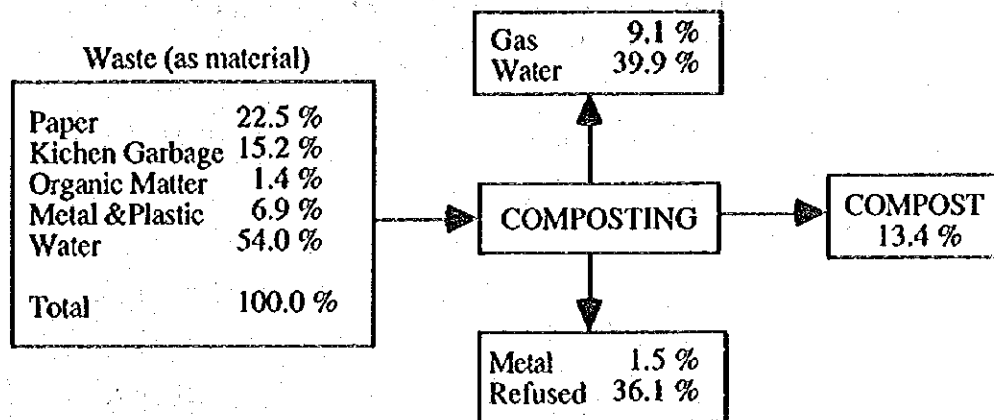 Waste (as material)
Paper 22.5 %
Kichen Garbage 15.2 %
Organic Matter 1.4 %
Metal &Plastic 6.9 %
Water 54.0 %
Total 100.0 %
Gas 9.1 %
Water 39.9 %
COMPOSTING
COMPOST
13.4 %
Metal 1.5 %
Refused 36.1 %